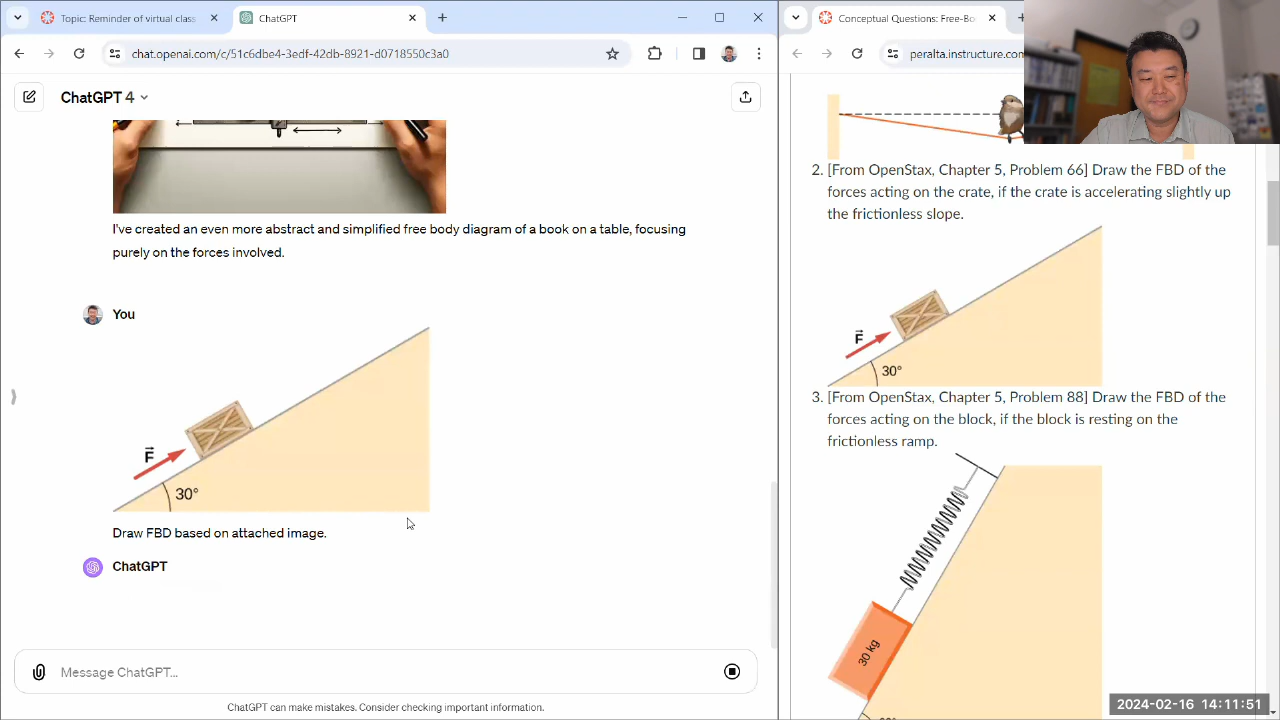 Topic: Reminder of virtual class
ChatGPT
Conceptual Questions: Free-Bo
chat.openai.com/c/51c6dbe4-3edf-42db-8921-d0718550c3a0
peralta.instructure.com
ChatGPT 4
I've created an even more abstract and simplified free body diagram of a book on a table, focusing
purely on the forces involved.
You
F
30°
Draw FBD based on attached image.
ChatGPT
Message ChatGPT...
ChatGPT can make mistakes. Consider checking important information.
2. [From OpenStax, Chapter 5, Problem 66] Draw the FBD of the
forces acting on the crate, if the crate is accelerating slightly up
the frictionless slope.
F
30°
3. [From OpenStax, Chapter 5, Problem 88] Draw the FBD of the
forces acting on the block, if the block is resting on the
frictionless ramp.
30 kg
2024-02-16 14:11:51